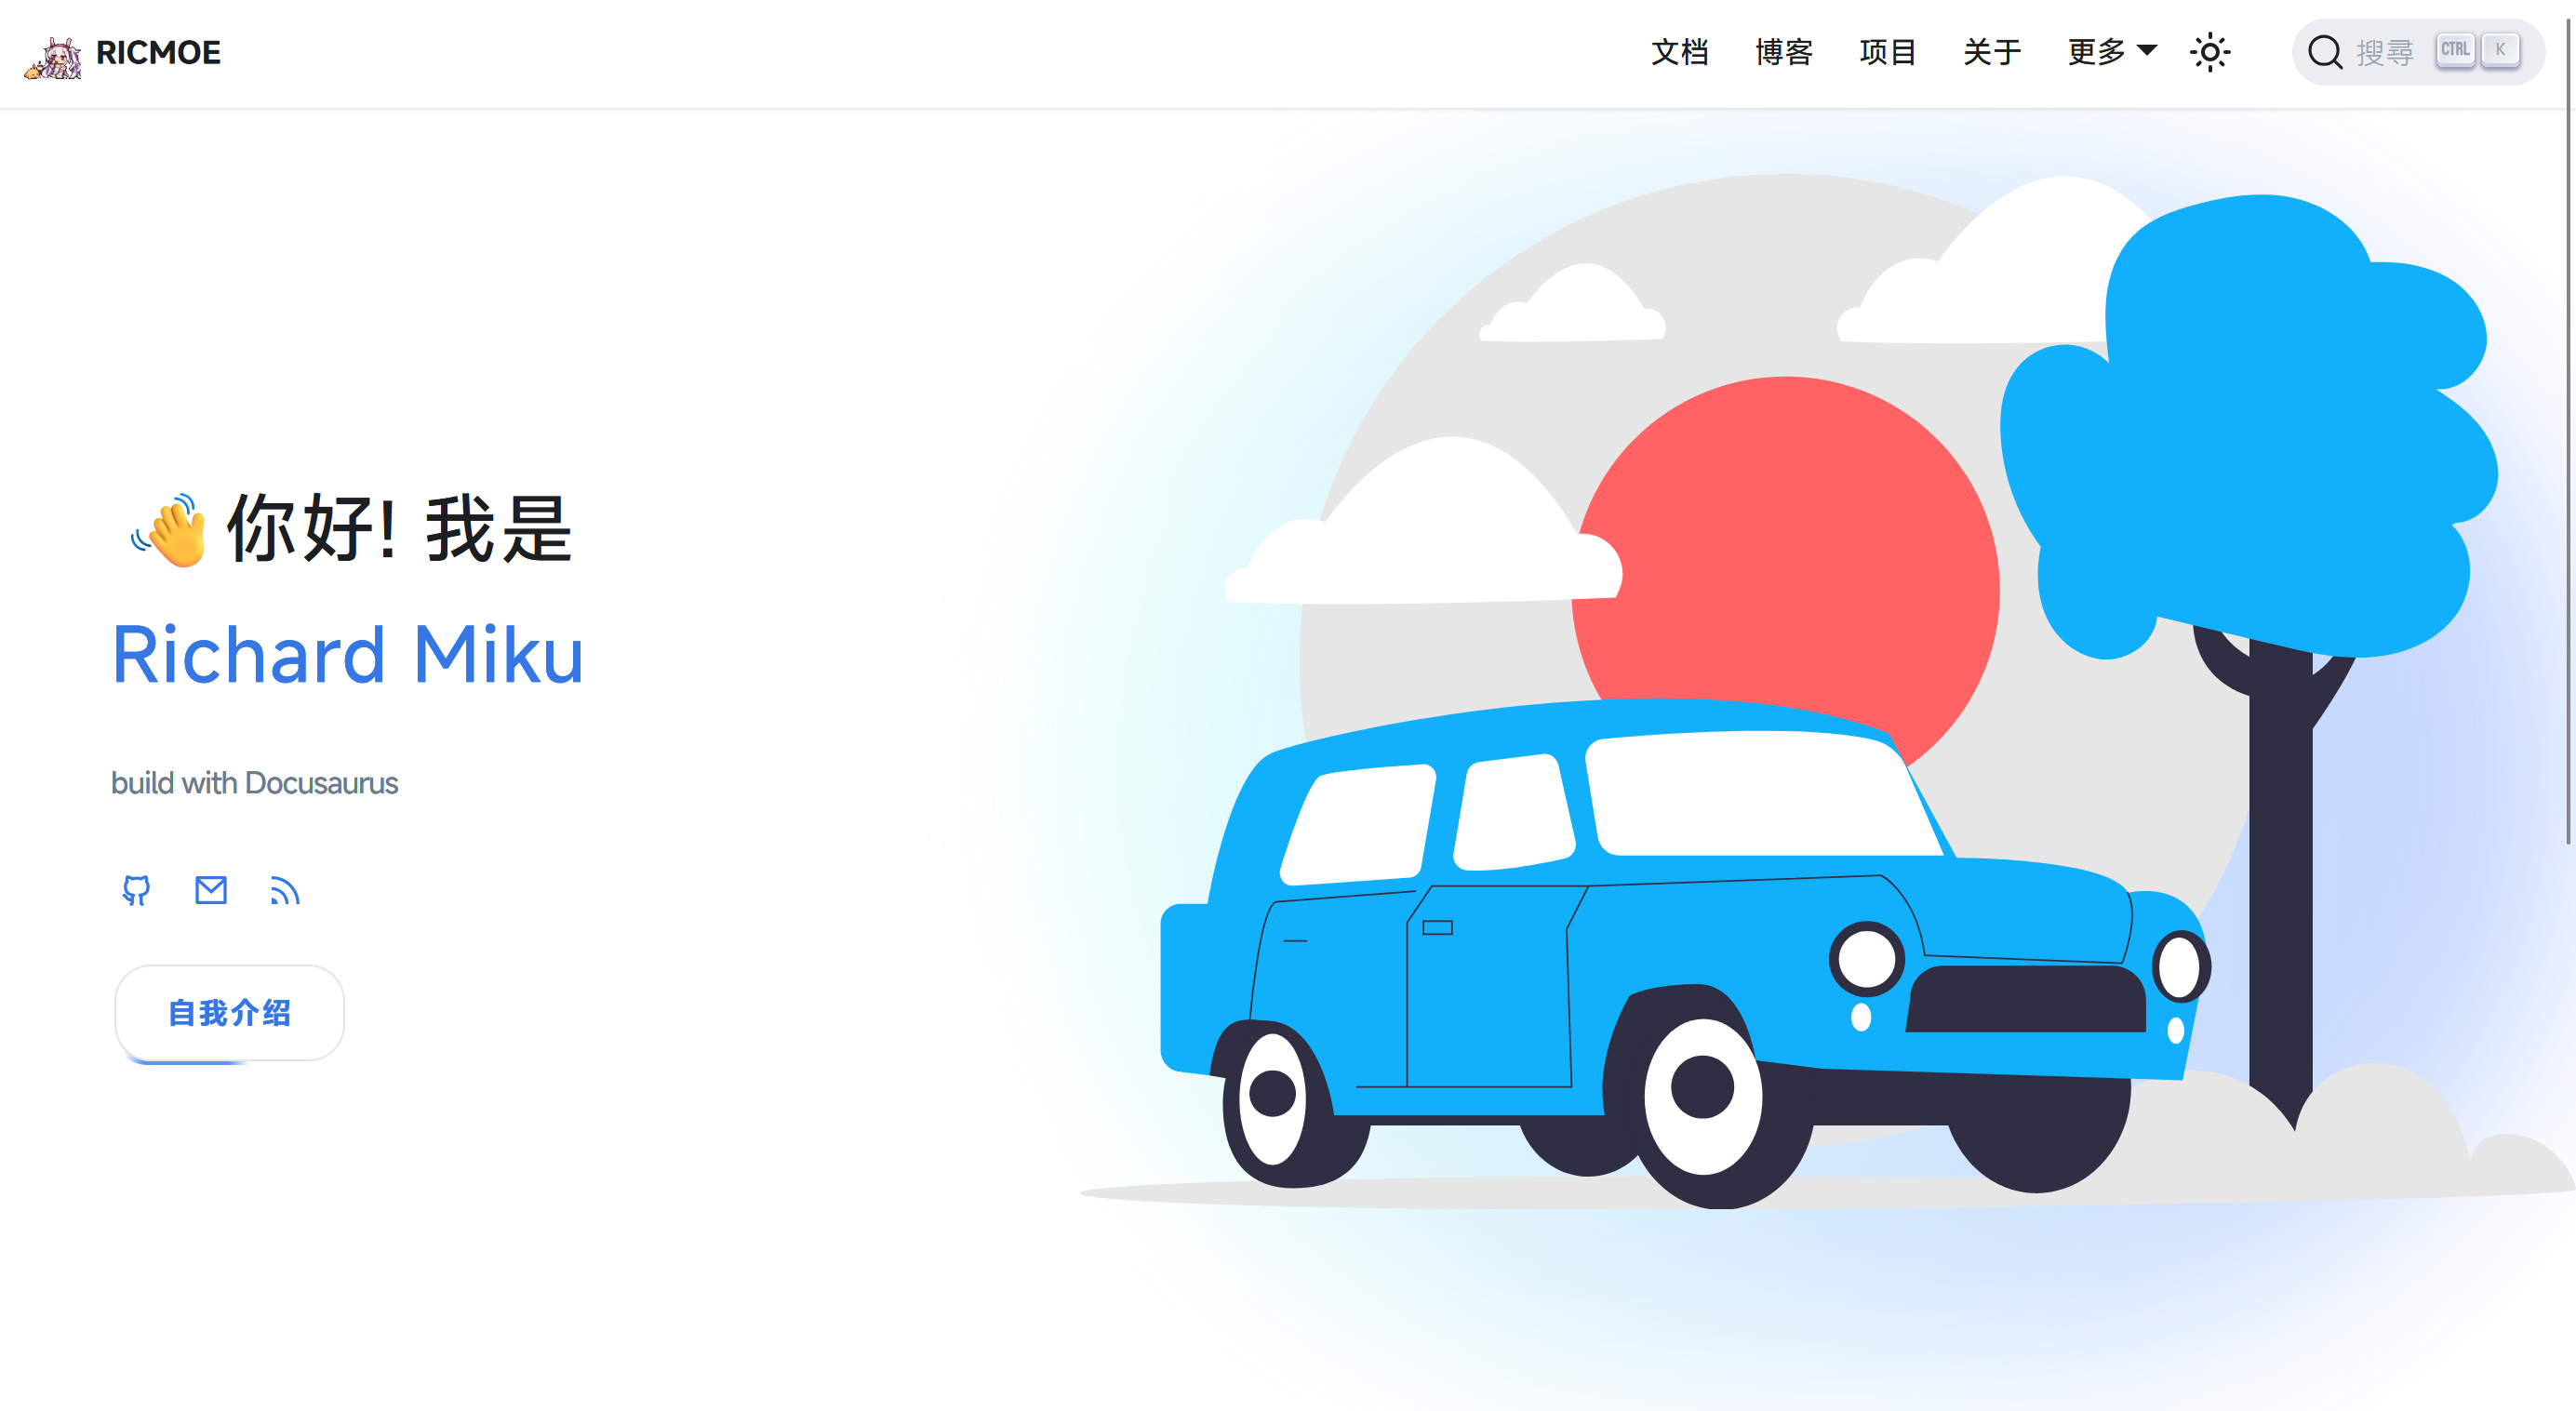 RICMOE
文档 博客 项目 关于 更多 搜尋 CTRL K
👋 你好! 我是
Richard Miku
build with Docusaurus
自我介绍